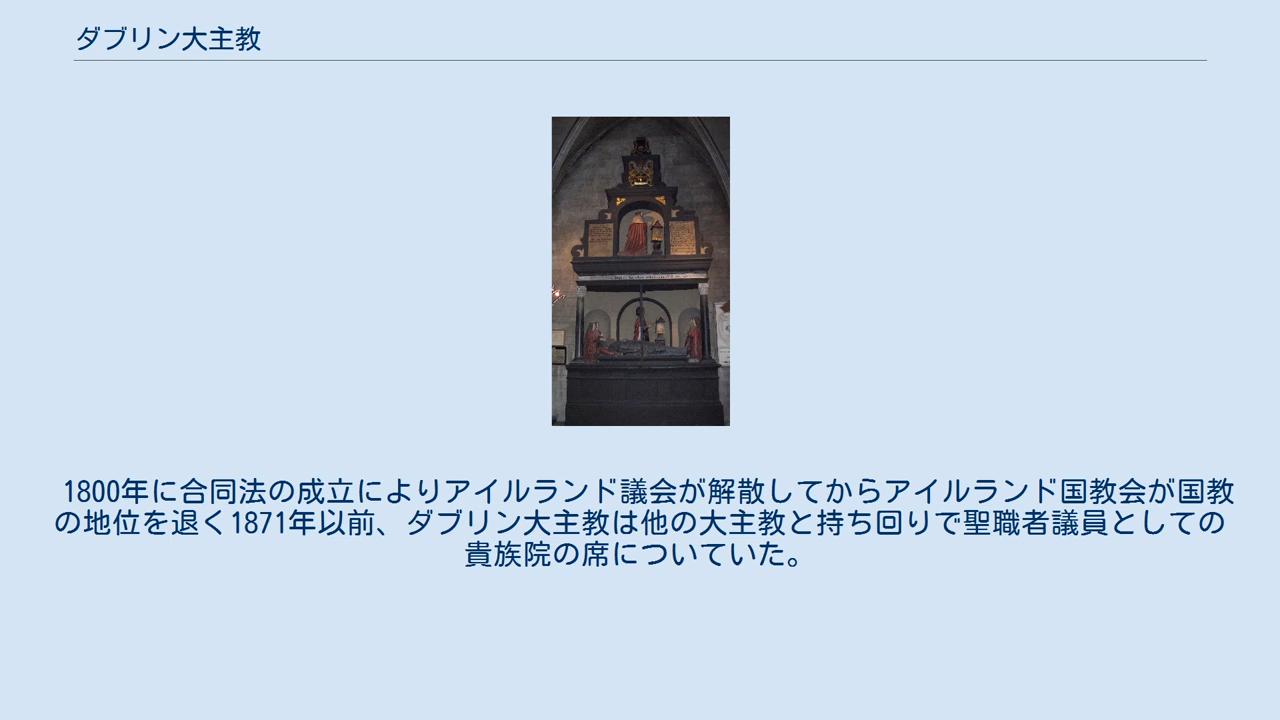 ダブリン大主教
1800年に合同法の成立によりアイルランド議会が解散してからアイルランド国教会が国教
の地位を退く1871年以前、ダブリン大主教は他の大主教と持ち回りで聖職者議員としての
貴族院の席についていた。